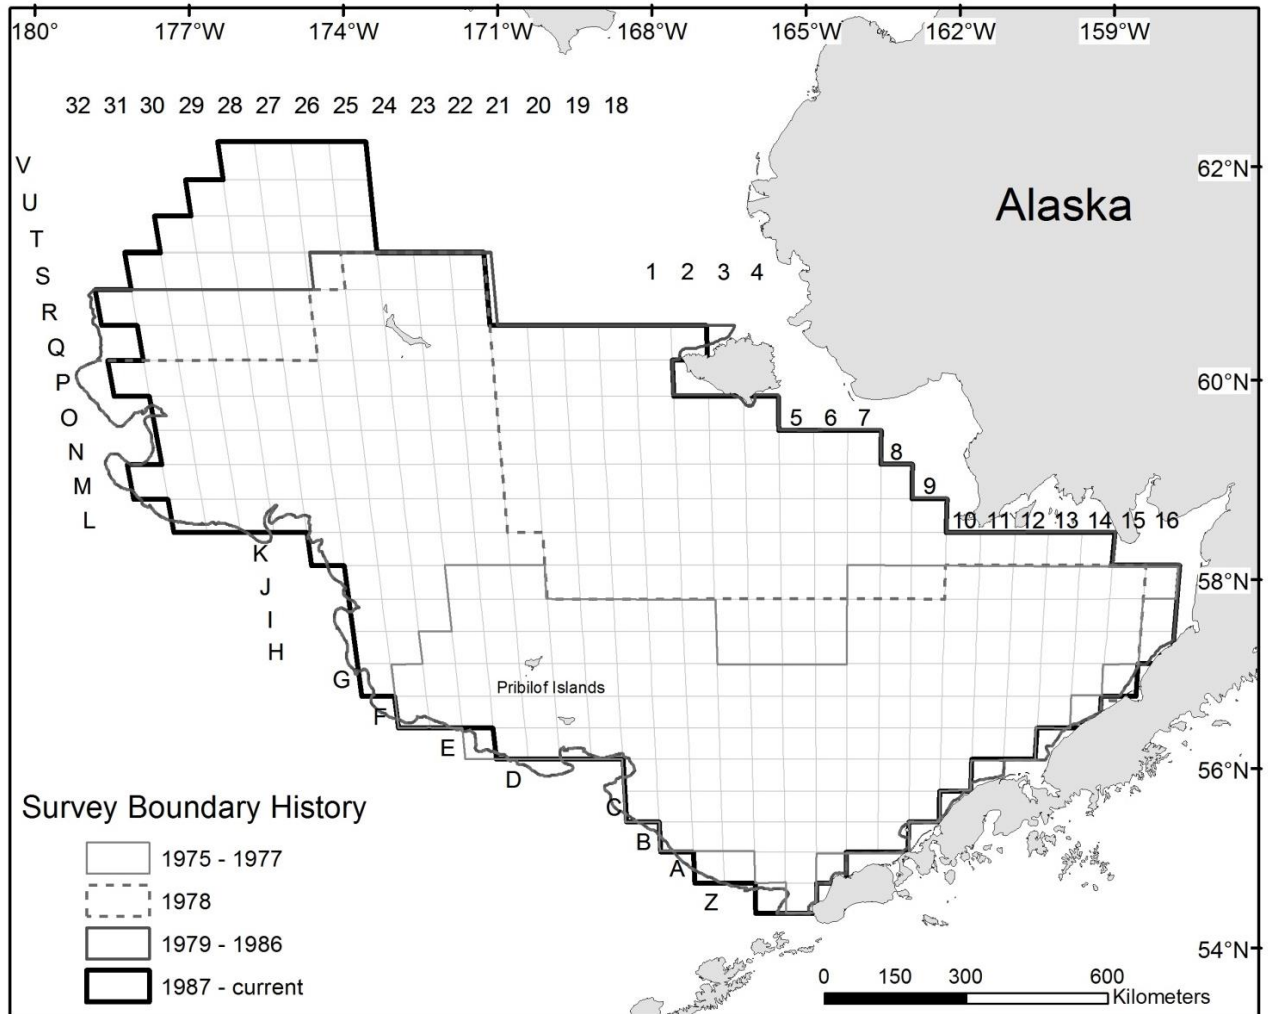 180° 177°W 174°W 171°W 168°W 165°W 162°W 159°W
32 31 30 29 28 27 26 25 24 23 22 21 20 19 18
V
62°N
U
Alaska
T
S
1 2 3 4
R
Q
P
60°N
O
5 6 7
N
8
M
9
L
10 11 12 13 14 15 16
K
J
58°N
I
H
G
Pribilof Islands
F
E
D
56°N
C
B
A
Z
Survey Boundary History
1975 - 1977
1978
1979 - 1986
1987 - current
54°N
0 150 300 600
Kilometers